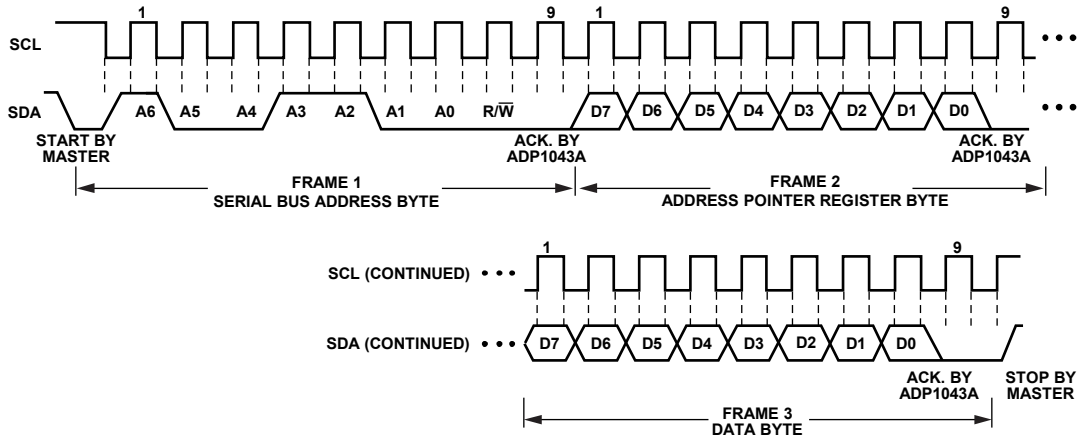 1 9 1 9
SCL
SDA A6 A5 A4 A3 A2 A1 A0 R/W̅ D7 D6 D5 D4 D3 D2 D1 D0
START BY
MASTER
ACK. BY
ADP1043A
ACK. BY
ADP1043A
FRAME 1
SERIAL BUS ADDRESS BYTE
FRAME 2
ADDRESS POINTER REGISTER BYTE
1 9
SCL (CONTINUED)
SDA (CONTINUED) D7 D6 D5 D4 D3 D2 D1 D0
ACK. BY
ADP1043A
STOP BY
MASTER
FRAME 3
DATA BYTE